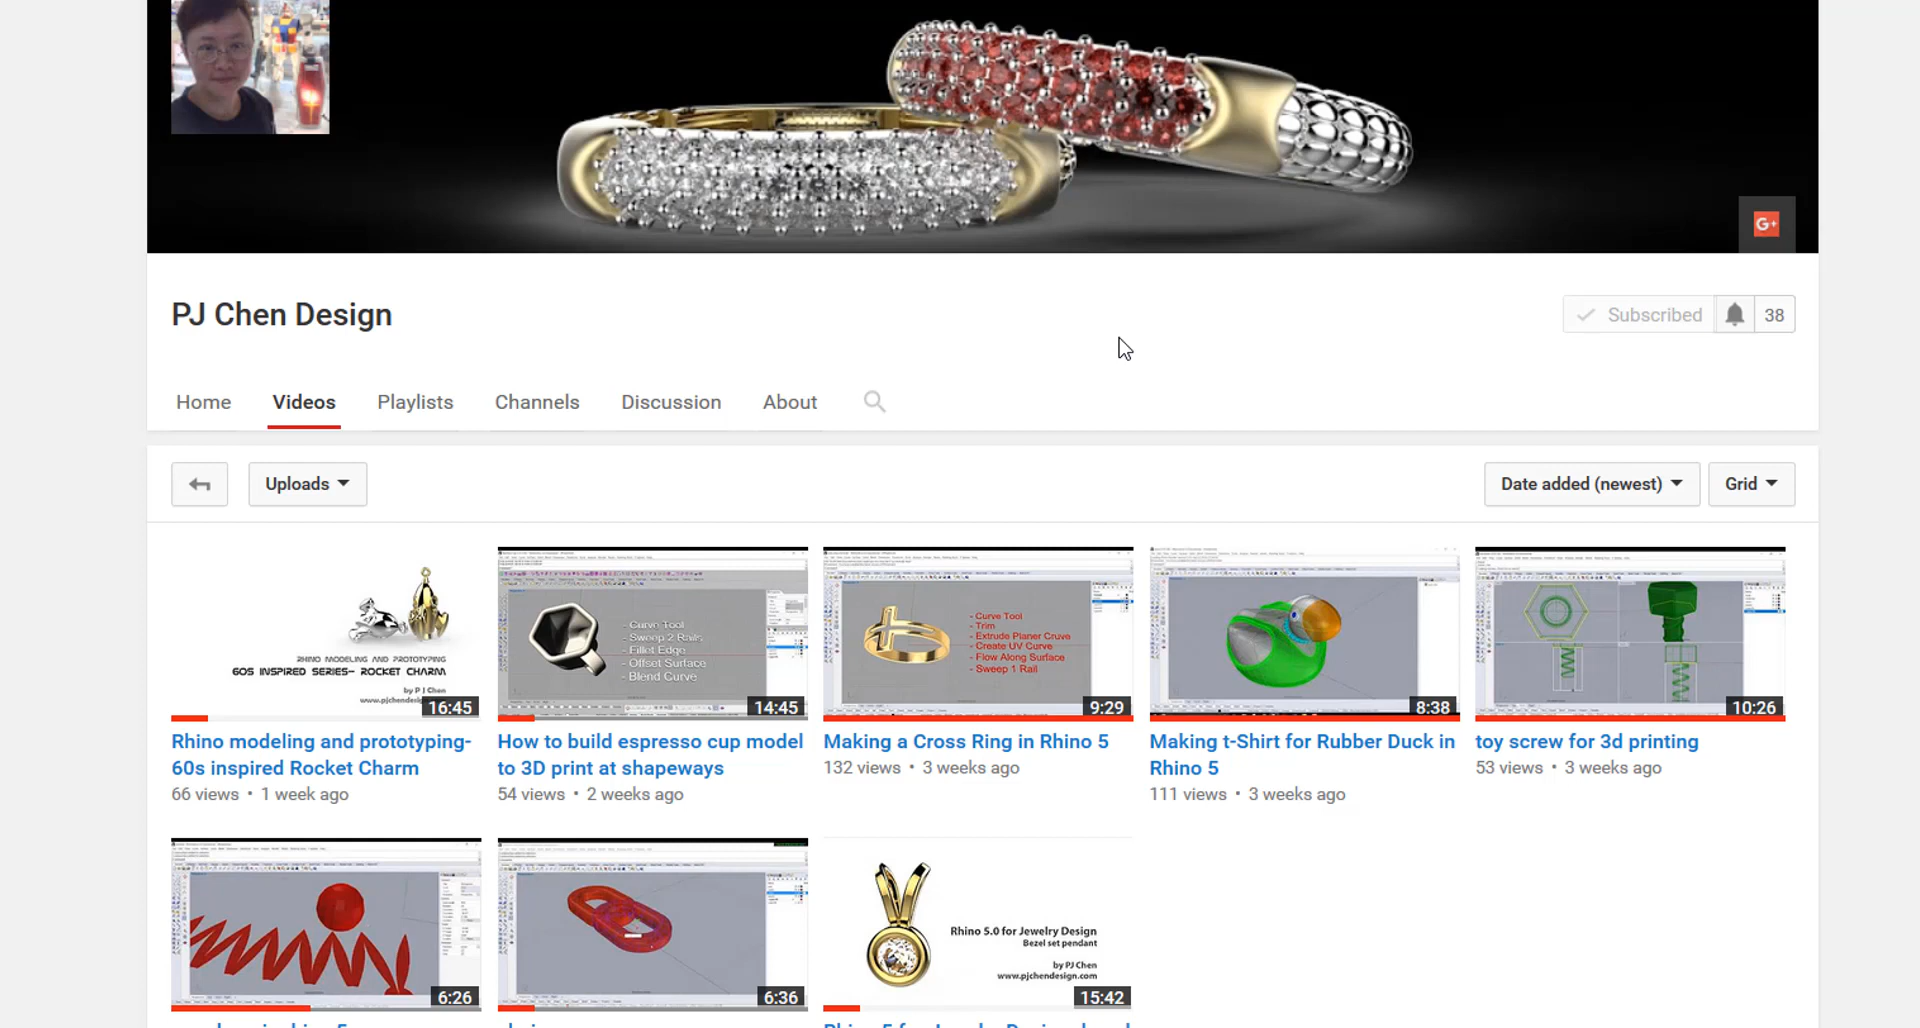 G+
PJ Chen Design
Subscribed
38
Home
Videos
Playlists
Channels
Discussion
About
Uploads
Date added (newest)
Grid
RHINO MODELING AND PROTOTYPING
60S INSPIRED SERIES- ROCKET CHARM
by P J Chen
16:45
Rhino modeling and prototyping-
60s inspired Rocket Charm
66 views • 1 week ago
- Curve Tool
- Sweep 2 Rails
- Fillet Edge
- Offset Surface
- Blend Curve
14:45
How to build espresso cup model
to 3D print at shapeways
54 views • 2 weeks ago
- Curve Tool
- Trim
- Extrude Planer Cruve
- Create UV Curve
- Flow Along Surface
- Sweep 1 Rail
9:29
Making a Cross Ring in Rhino 5
132 views • 3 weeks ago
8:38
Making t-Shirt for Rubber Duck in
Rhino 5
111 views • 3 weeks ago
10:26
toy screw for 3d printing
53 views • 3 weeks ago
6:26
6:36
Rhino 5.0 for Jewelry Design
Bezel set pendant
by PJ Chen
www.pjchendesign.com
15:42